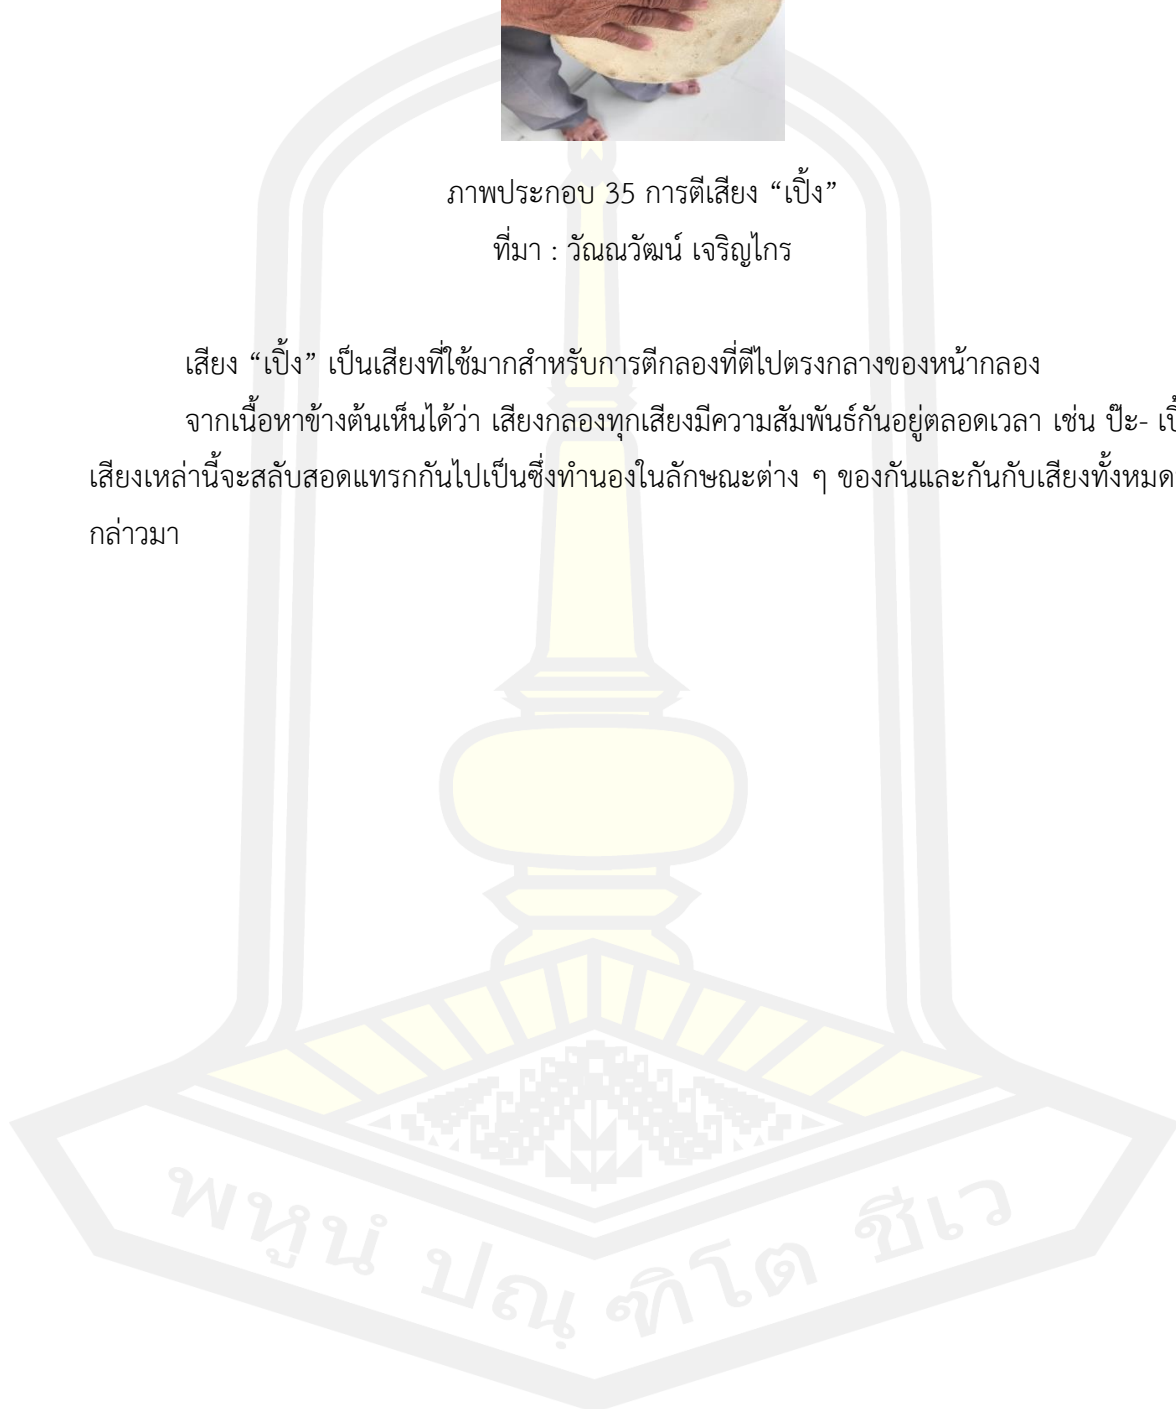 ภาพประกอบ 35 การตีเสียง “เปิ้ง”
ที่มา : วัณณวัฒน์ เจริญไกร
เสียง “เปิ้ง” เป็นเสียงที่ใช้มากสำหรับการตีกลองที่ตีไปตรงกลางของหน้ากลอง
จากเนื้อหาข้างต้นเห็นได้ว่า เสียงกลองทุกเสียงมีความสัมพันธ์กันอยู่ตลอดเวลา เช่น ป๊ะ-
เสียงเหล่านี้จะสลับสอดแทรกกันไปเป็นซึ่งทำนองในลักษณะต่าง ๆ ของกันและกันกับเสียงทั้งหมด
กล่าวมา
พหูนํ ปณฺฑิโต ชีเว